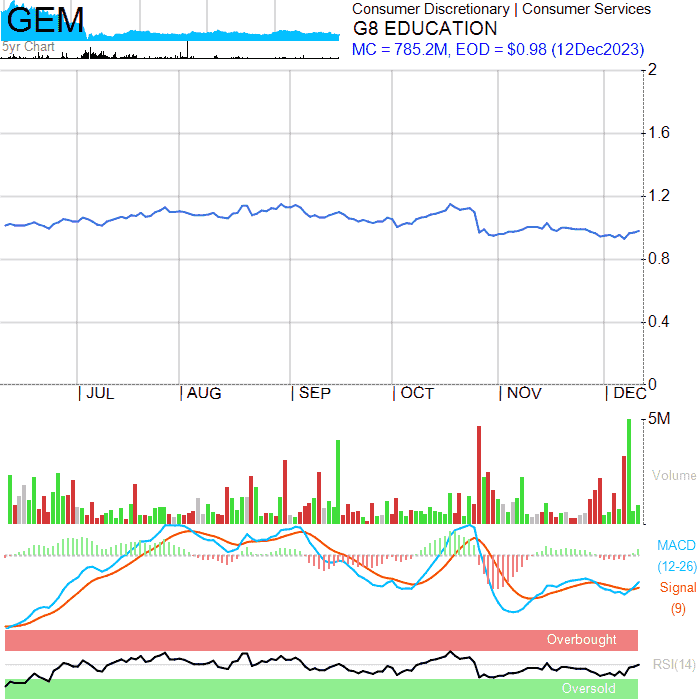 GEM
5yr Chart
Consumer Discretionary | Consumer Services
G8 EDUCATION
MC = 785.2M, EOD = $0.98 (12Dec2023)
2
1.6
1.2
0.8
0.4
0
| JUL | AUG | SEP | OCT | NOV | DEC
5M
Volume
MACD
(12-26)
Signal
(9)
Overbought
RSI(14)
Oversold